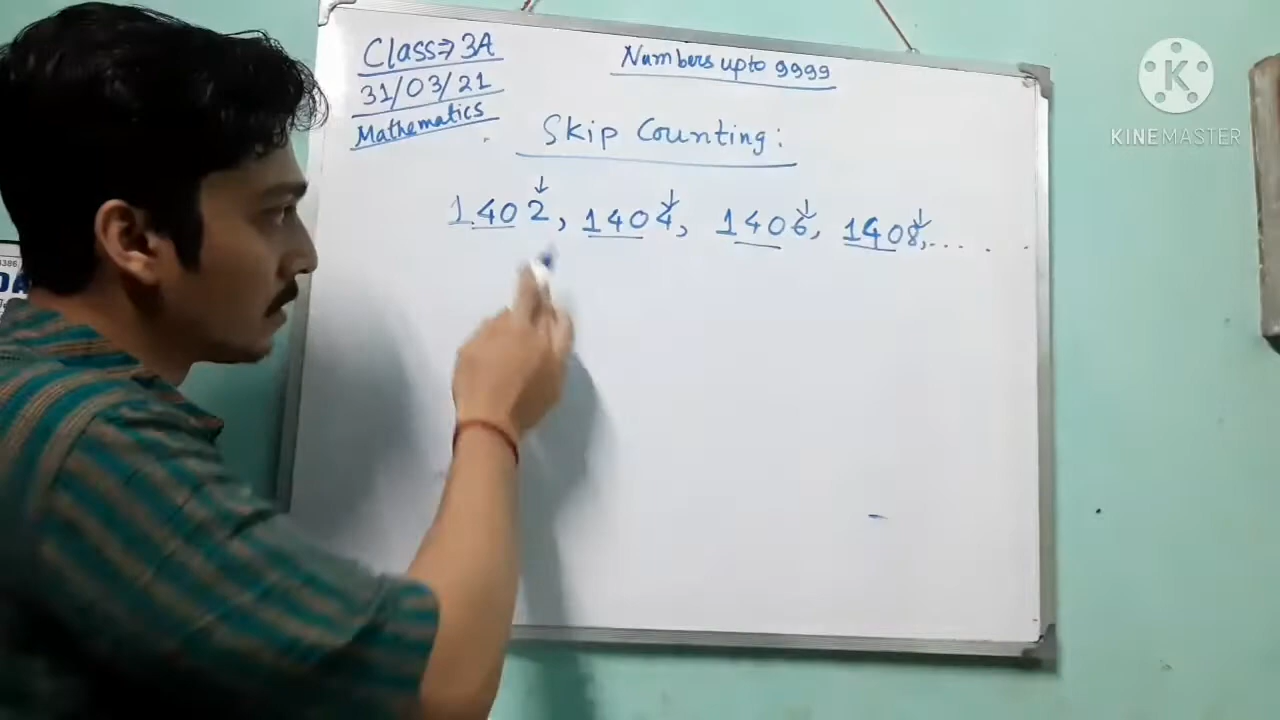 Class⇒3A
31/03/21
Mathematics
Numbers upto 9999
Skip Counting:
1402, 1404, 1406, 1408,.....
KINEMASTER